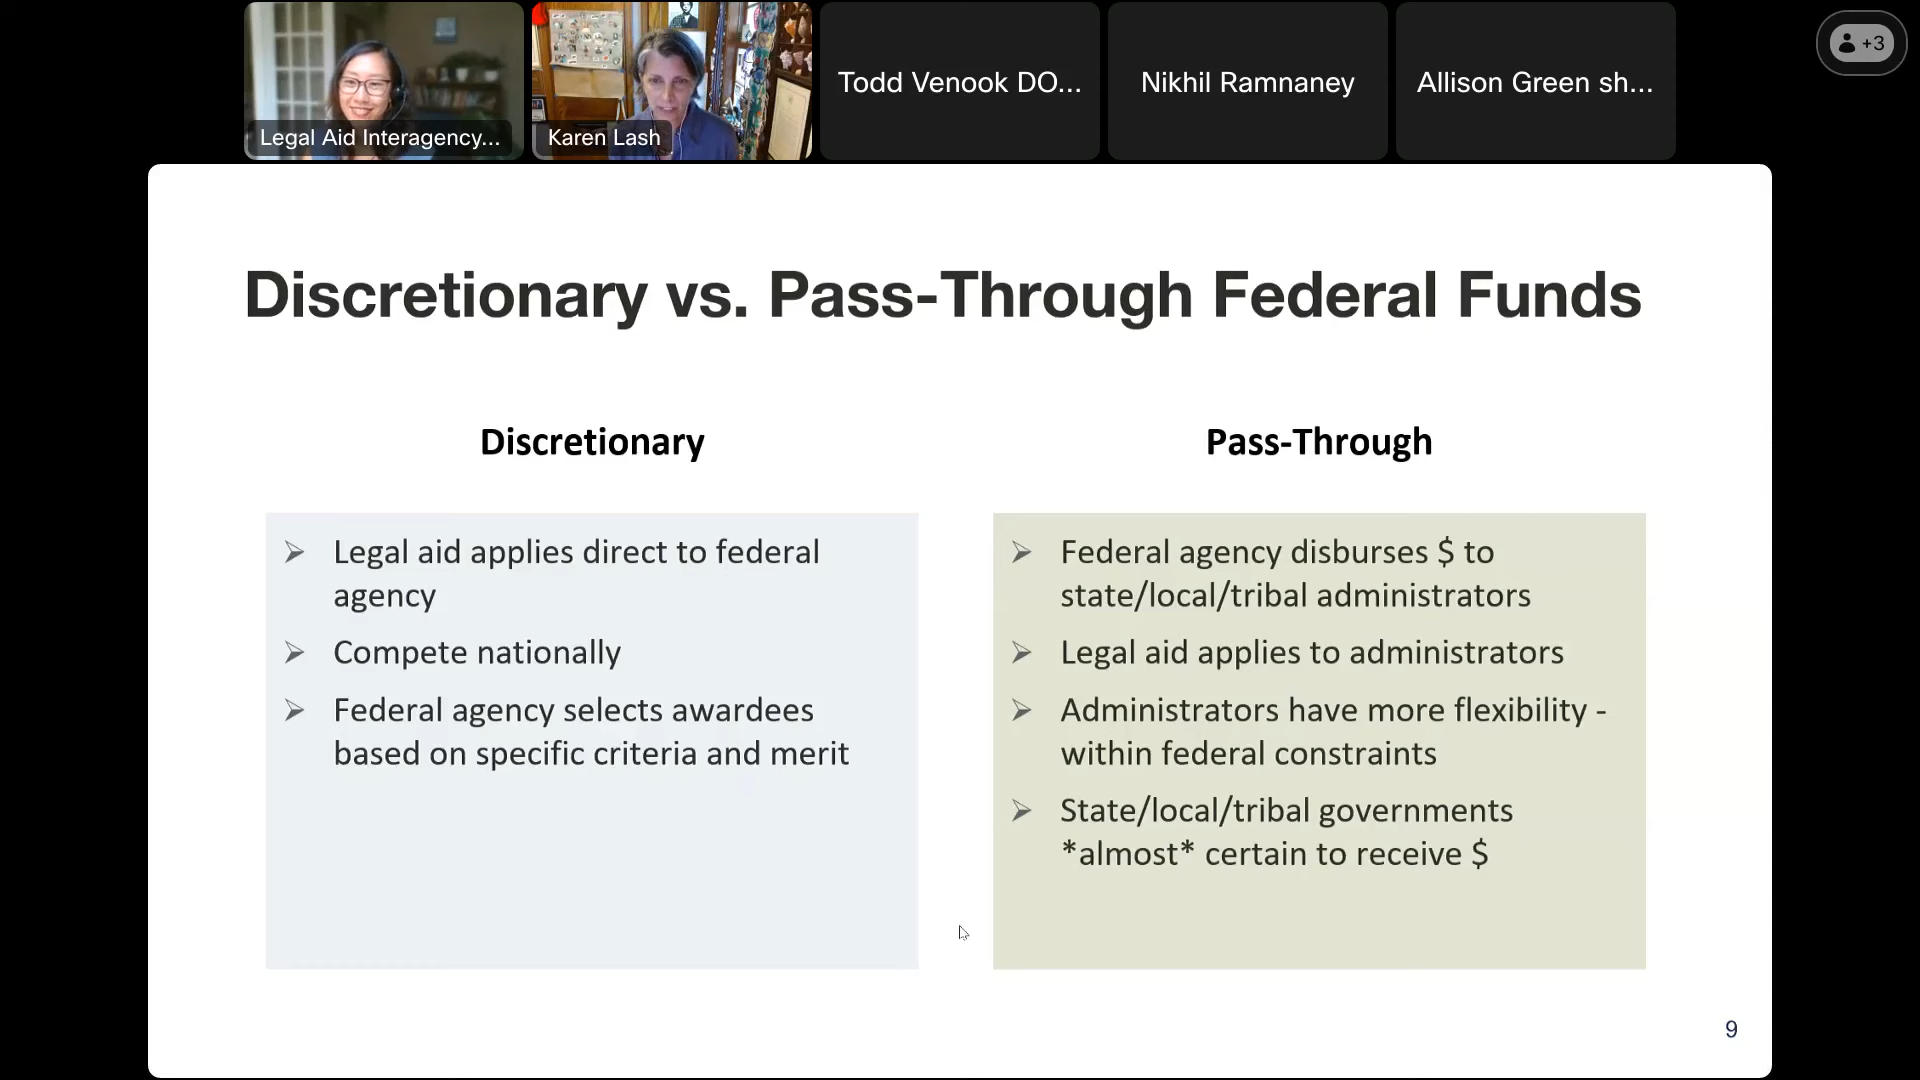 Legal Aid Interagency...
Karen Lash
Todd Venook DO...
Nikhil Ramnaney
Allison Green sh...
+3
Discretionary vs. Pass-Through Federal Funds
Discretionary
Legal aid applies direct to federal
agency
Compete nationally
Federal agency selects awardees
based on specific criteria and merit
Pass-Through
Federal agency disburses $ to
state/local/tribal administrators
Legal aid applies to administrators
Administrators have more flexibility -
within federal constraints
State/local/tribal governments
*almost* certain to receive $
9